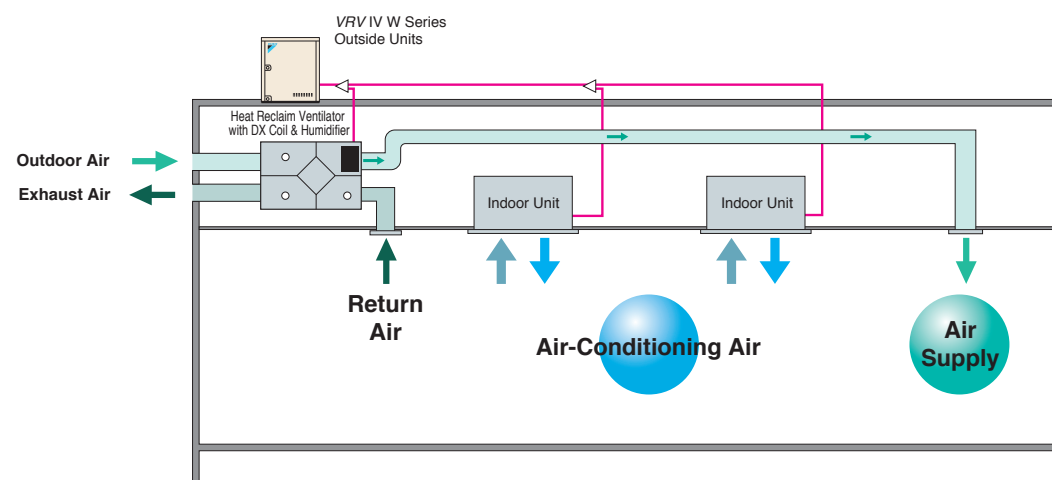 VRV IV W Series
Outside Units
Heat Reclaim Ventilator
with DX Coil & Humidifier
Outdoor Air
Exhaust Air
Indoor Unit
Indoor Unit
Return
Air
Air-Conditioning Air
Air
Supply